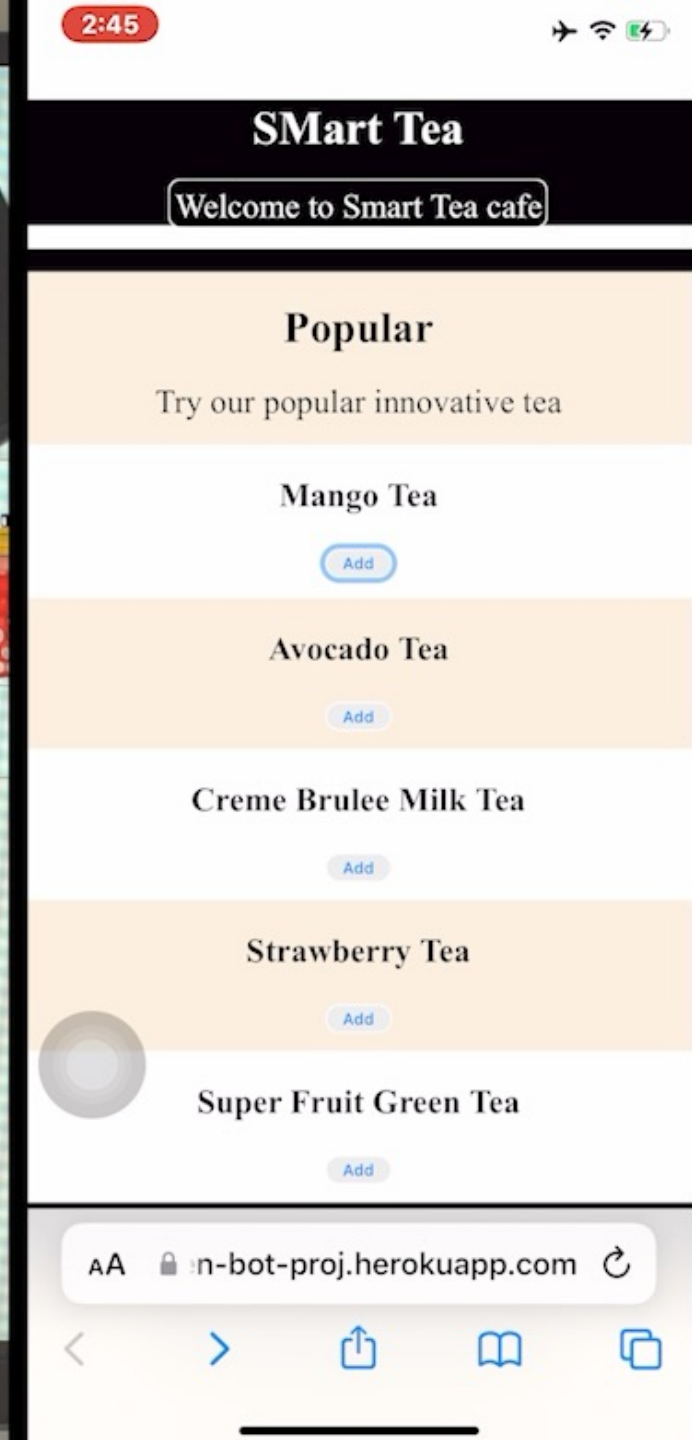 2:45
SMart Tea
Welcome to Smart Tea cafe
Popular
Try our popular innovative tea
Mango Tea
Add
Avocado Tea
Add
Creme Brulee Milk Tea
Add
Strawberry Tea
Add
Super Fruit Green Tea
Add
AA n-bot-proj.herokuapp.com